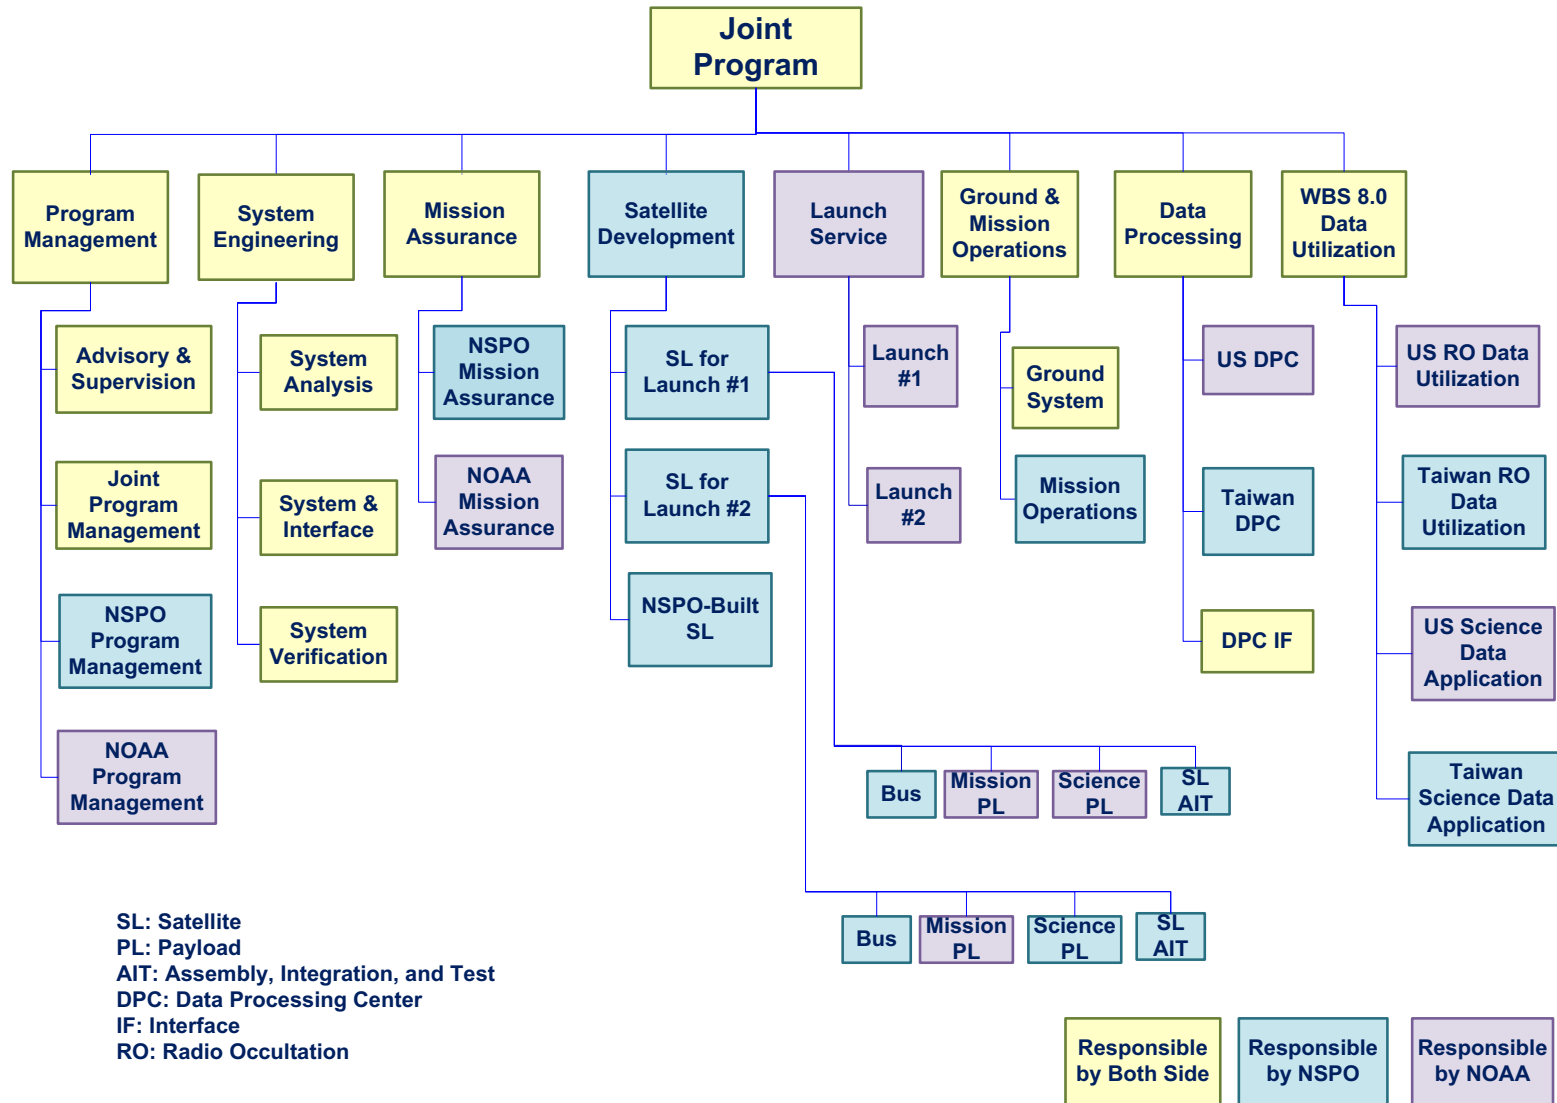 Joint
Program
Program
Management
System
Engineering
Mission
Assurance
Satellite
Development
Launch
Service
Ground &
Mission
Operations
Data
Processing
WBS 8.0
Data
Utilization
Advisory &
Supervision
Joint
Program
Management
NSPO
Program
Management
NOAA
Program
Management
System
Analysis
System &
Interface
System
Verification
NSPO
Mission
Assurance
NOAA
Mission
Assurance
SL for
Launch #1
SL for
Launch #2
NSPO-Built
SL
Launch
#1
Launch
#2
Ground
System
Mission
Operations
US DPC
Taiwan
DPC
DPC IF
US RO Data
Utilization
Taiwan RO
Data
Utilization
US Science
Data
Application
Taiwan
Science Data
Application
Bus
Mission
PL
Science
PL
SL
AIT
Bus
Mission
PL
Science
PL
SL
AIT
SL: Satellite
PL: Payload
AIT: Assembly, Integration, and Test
DPC: Data Processing Center
IF: Interface
RO: Radio Occultation
Responsible
by Both Side
Responsible
by NSPO
Responsible
by NOAA